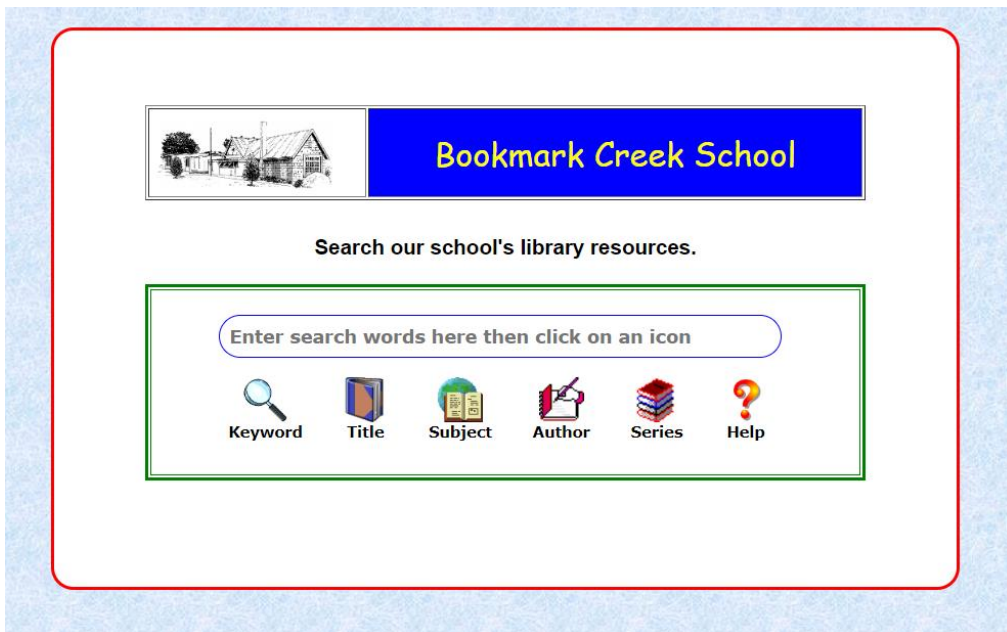 Bookmark Creek School
Search our school's library resources.
Enter search words here then click on an icon
Keyword Title Subject Author Series Help